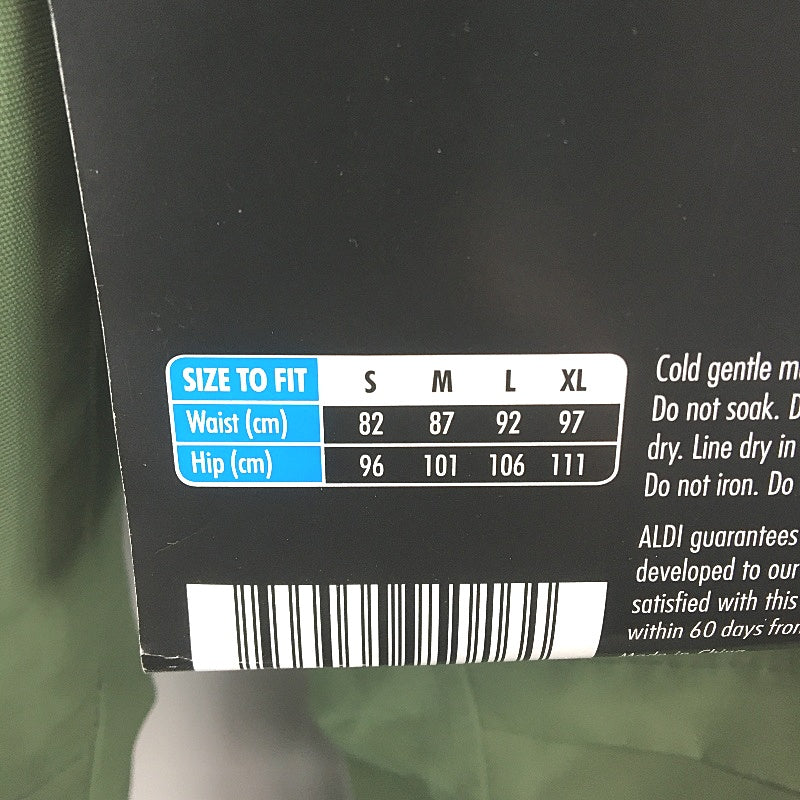 SIZE TO FIT S M L XL
Waist (cm) 82 87 92 97
Hip (cm) 96 101 106 111
Cold gentle
Do not soak.
dry. Line dry in
Do not iron. Do
ALDI guarantees
developed to our
satisfied with this
within 60 days